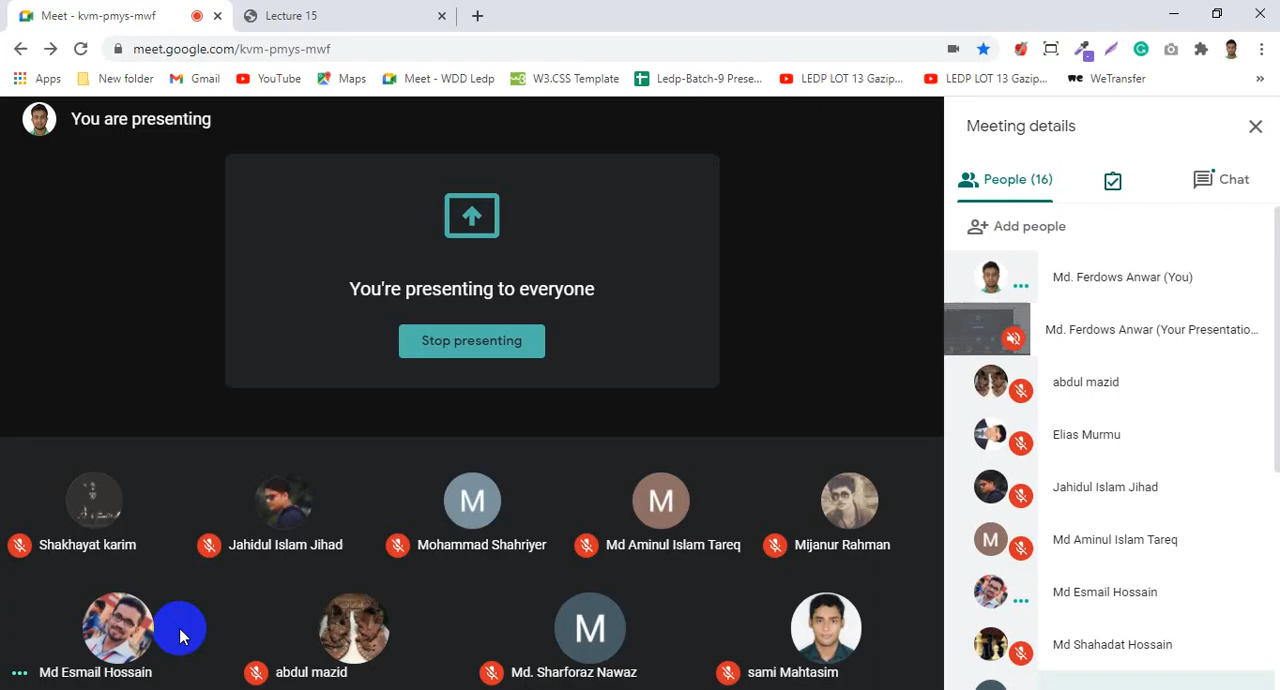 Meet - kvm-pmys-mwf
Lecture 15
meet.google.com/kvm-pmys-mwf
Apps
New folder
Gmail
YouTube
Maps
Meet - WDD Ledp
W3.CSS Template
Ledp-Batch-9 Prese...
LEDP LOT 13 Gazip...
LEDP LOT 13 Gazip...
WeTransfer
»
You are presenting
You're presenting to everyone
Stop presenting
Shakhayat karim
Jahidul Islam Jihad
M
Mohammad Shahriyer
M
Md Aminul Islam Tareq
Mijanur Rahman
Md Esmail Hossain
abdul mazid
M
Md. Sharforaz Nawaz
sami Mahtasim
Meeting details
People (16)
Chat
Add people
Md. Ferdows Anwar (You)
Md. Ferdows Anwar (Your Presentatio...
abdul mazid
Elias Murmu
Jahidul Islam Jihad
M
Md Aminul Islam Tareq
Md Esmail Hossain
Md Shahadat Hossain